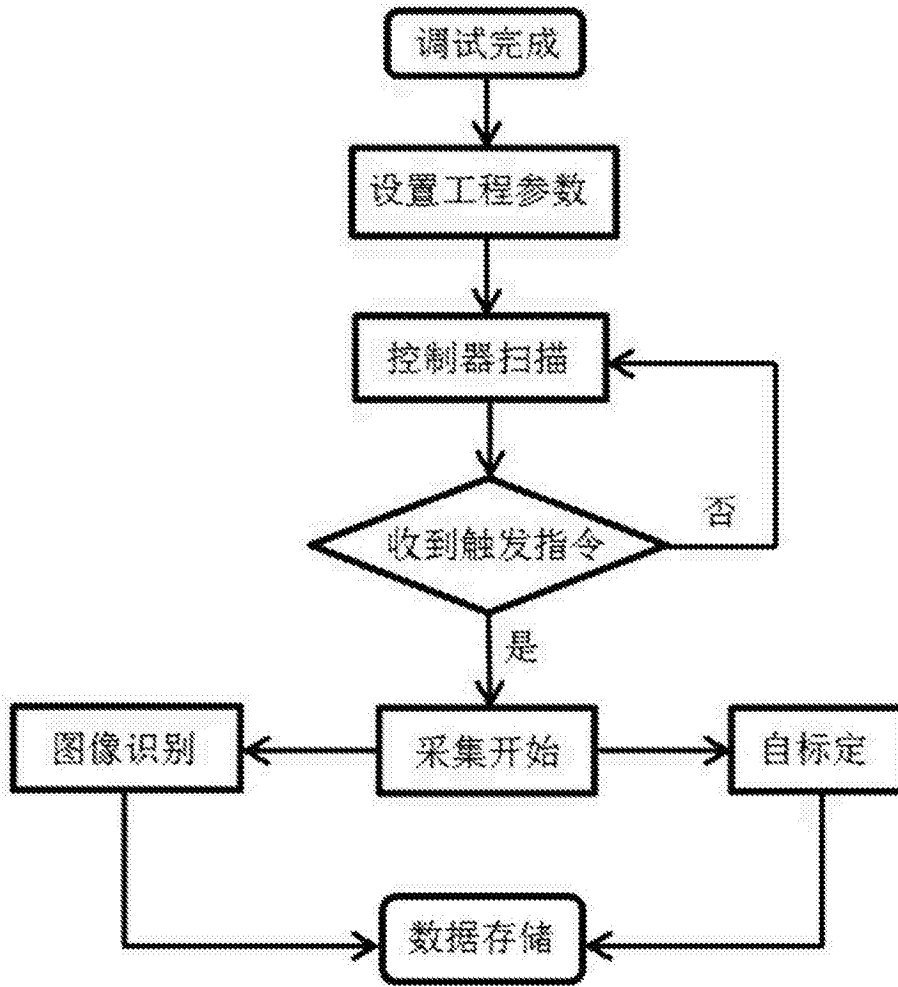 调试完成
设置工程参数
控制器扫描
收到触发指令
否
是
图像识别
采集开始
自标定
数据存储